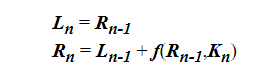 Lₙ = Rₙ₋₁
Rₙ = Lₙ₋₁ + f(Rₙ₋₁,Kₙ)